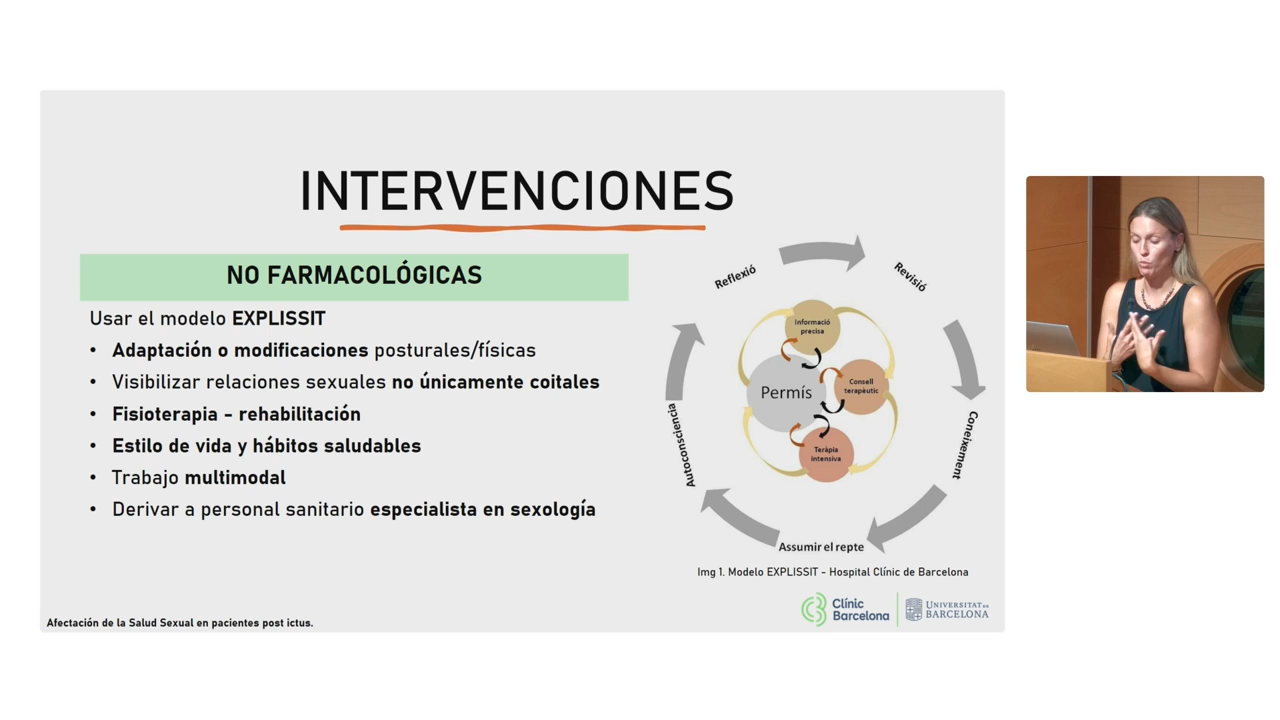 INTERVENCIONES
NO FARMACOLÓGICAS
Usar el modelo EXPLISSIT
• Adaptación o modificaciones posturales/físicas
• Visibilizar relaciones sexuales no únicamente coitales
• Fisioterapia - rehabilitación
• Estilo de vida y hábitos saludables
• Trabajo multimodal
• Derivar a personal sanitario especialista en sexología
Reflexió
Revisió
Coneixement
Assumir el repte
Autoconsciencia
Informació
precisa
Permís
Consell
terapèutic
Teràpia
intensiva
Img 1. Modelo EXPLISSIT - Hospital Clínic de Barcelona
Clínic
Barcelona
UNIVERSITAT DE
BARCELONA
Afectación de la Salud Sexual en pacientes post ictus.